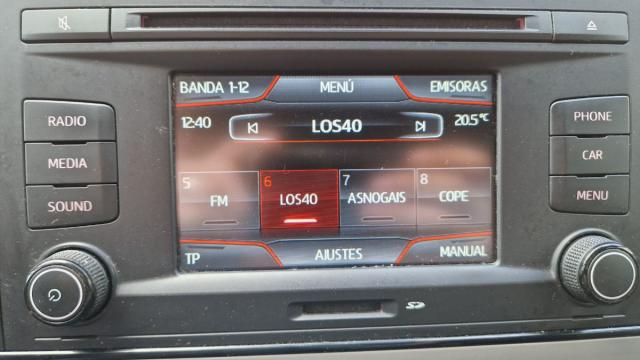 BANDA 1-12 MENÚ EMISORAS
12:40 LOS40 20.5°C
5 FM 6 LOS40 7 ASNOGAIS 8 COPE
TP AJUSTES MANUAL
RADIO
MEDIA
SOUND
PHONE
CAR
MENU
SD